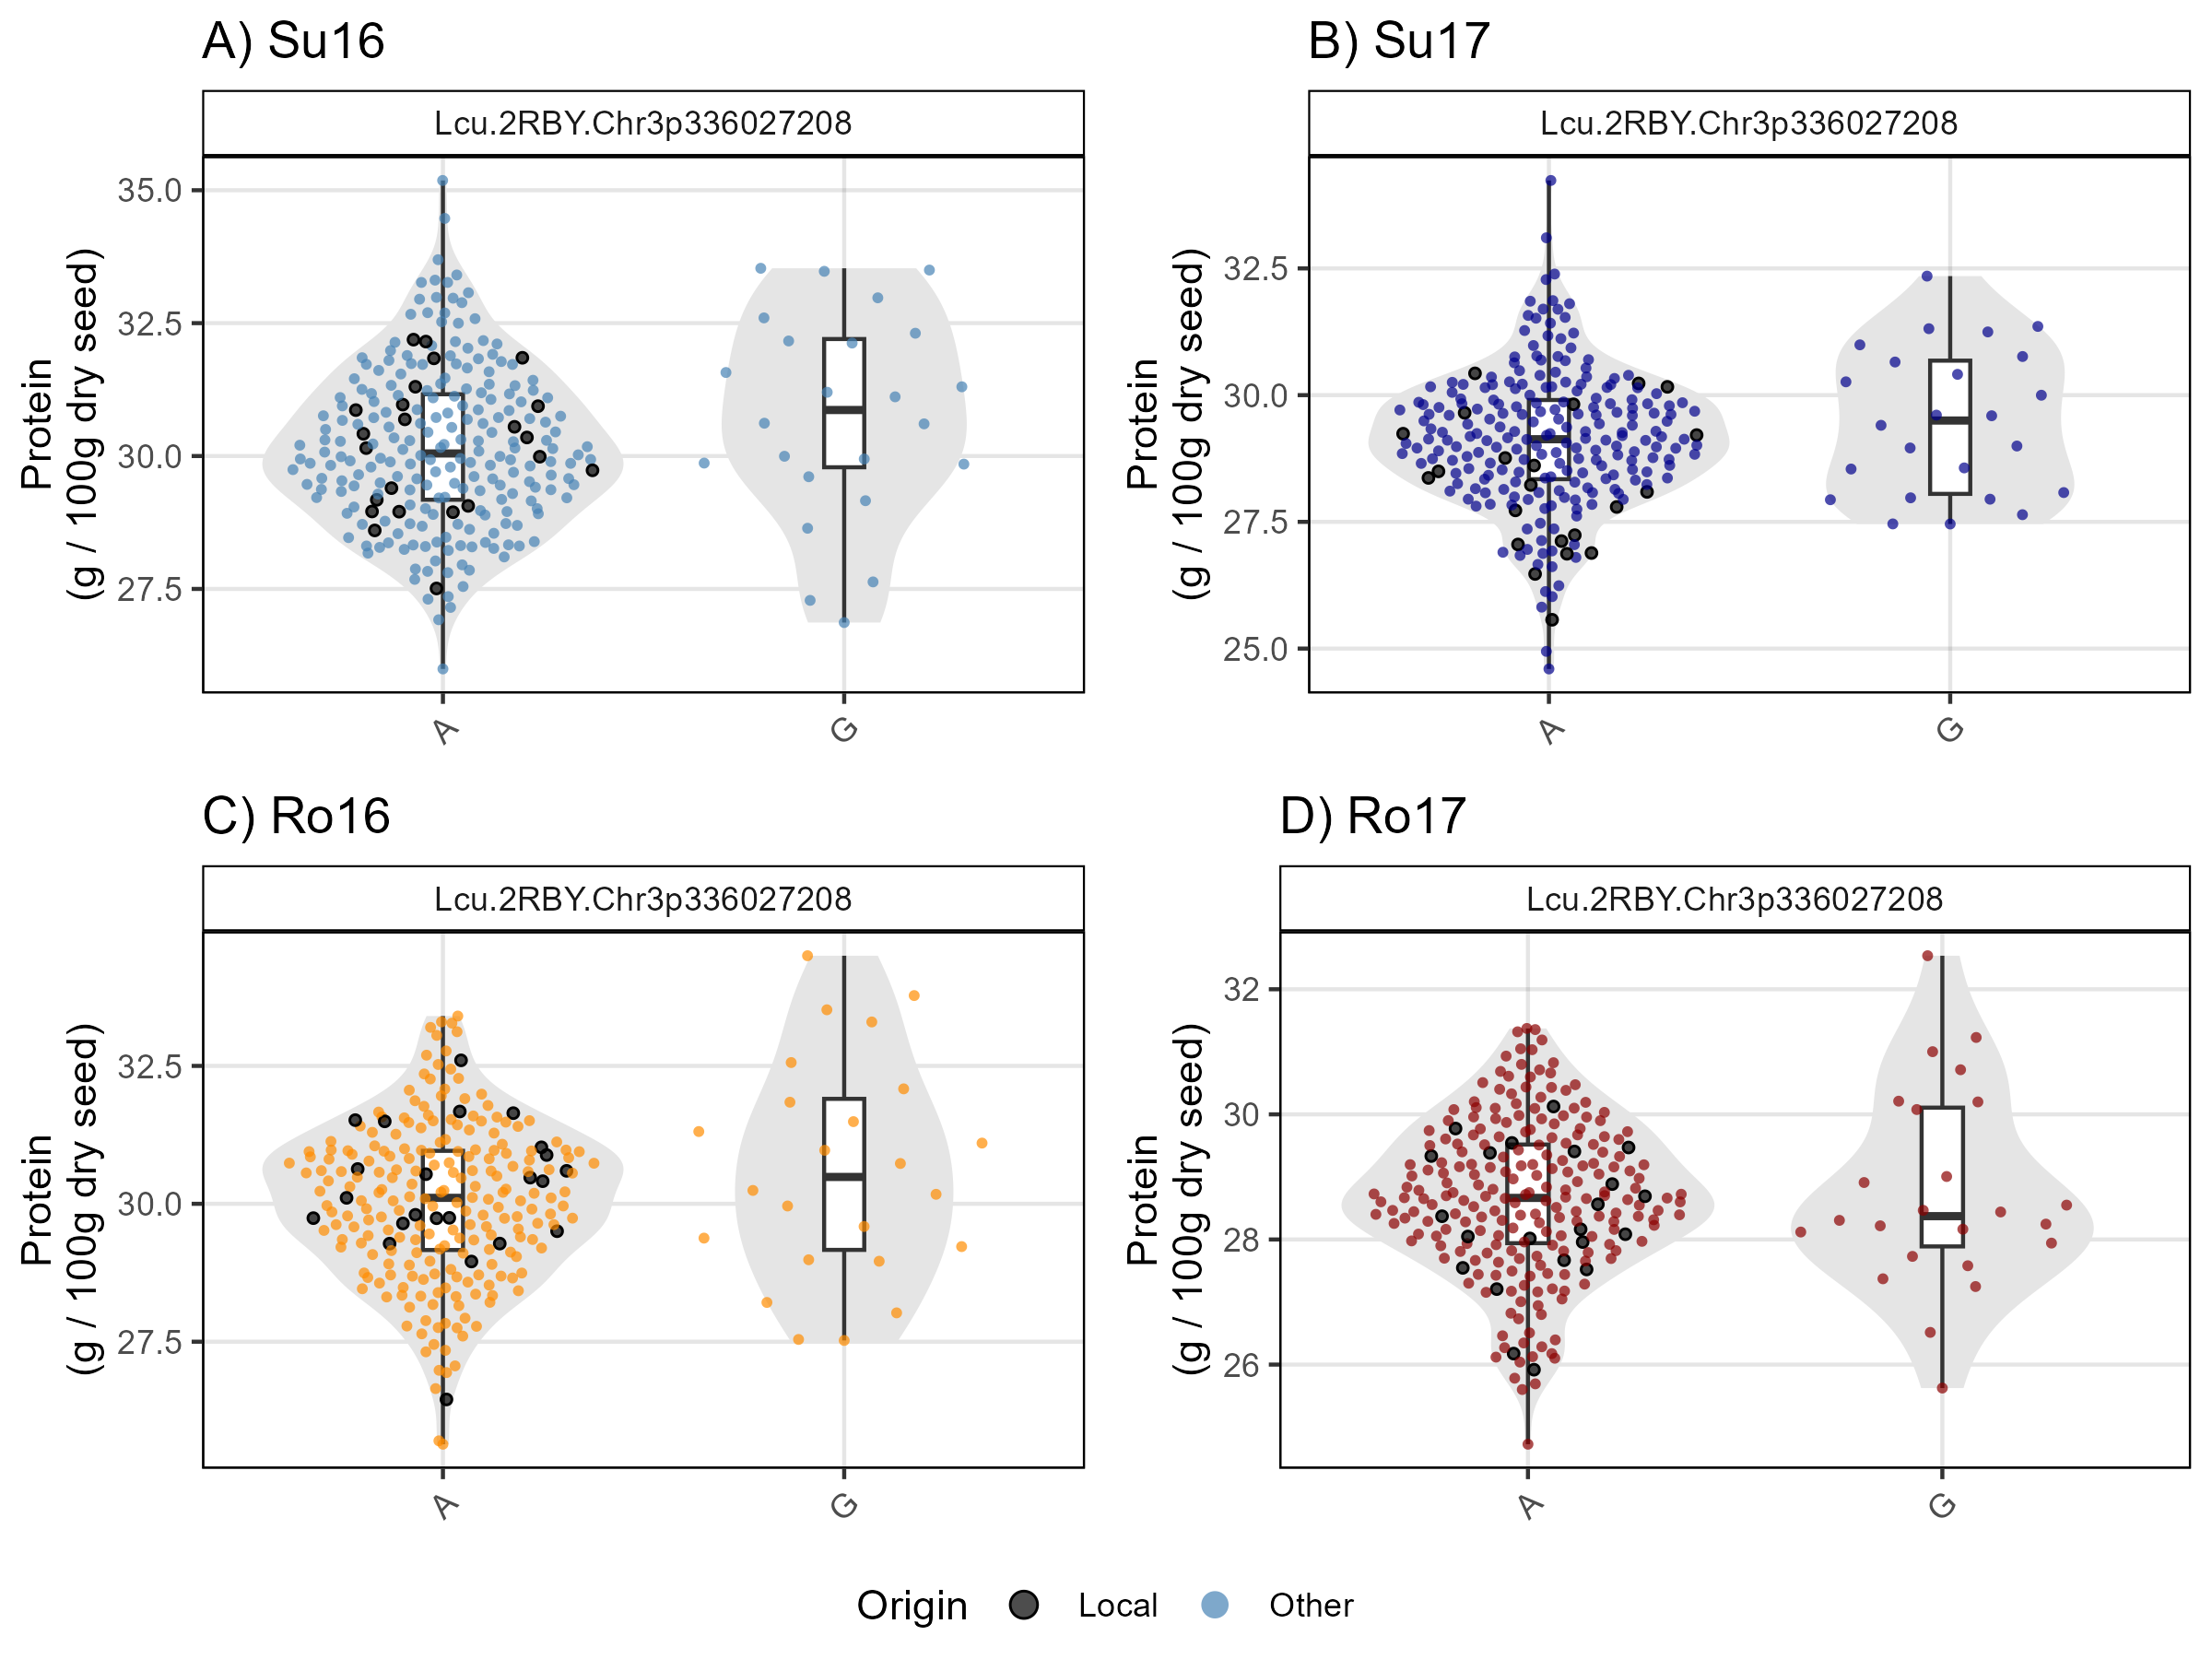 A) Su16
Lcu.2RBY.Chr3p336027208
Protein
(g / 100g dry seed)
35.0
32.5
30.0
27.5
A
G
B) Su17
Lcu.2RBY.Chr3p336027208
Protein
(g / 100g dry seed)
32.5
30.0
27.5
25.0
A
G
C) Ro16
Lcu.2RBY.Chr3p336027208
Protein
(g / 100g dry seed)
32.5
30.0
27.5
A
G
D) Ro17
Lcu.2RBY.Chr3p336027208
Protein
(g / 100g dry seed)
32
30
28
26
A
G
Origin Local Other